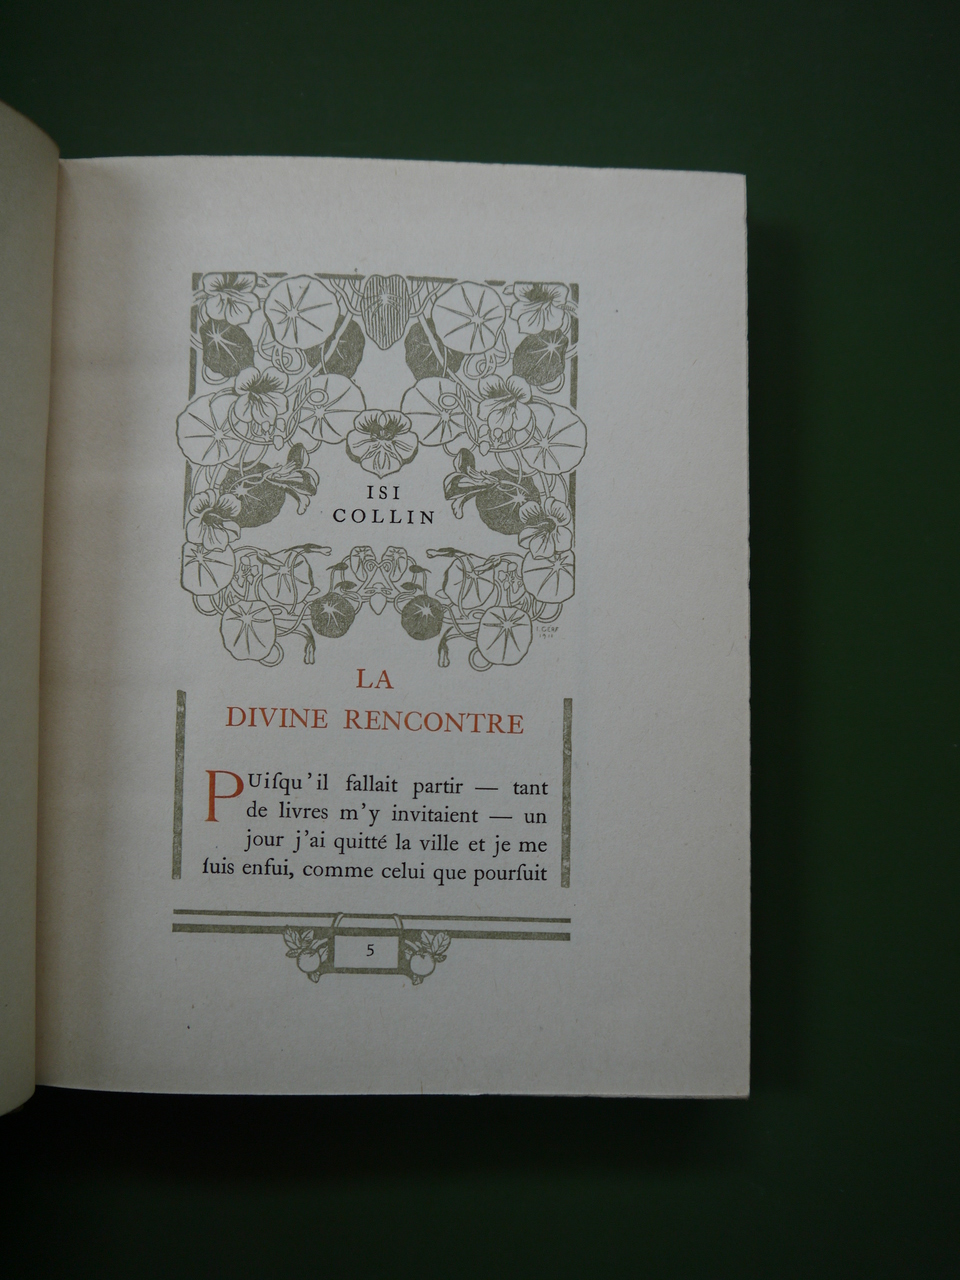 ISI
COLLIN
LA
DIVINE RENCONTRE
PUiſqu'il fallait partir — tant
de livres m'y invitaient — un
jour j'ai quitté la ville et je me
ſuis enfui, comme celui que pourſuit
5